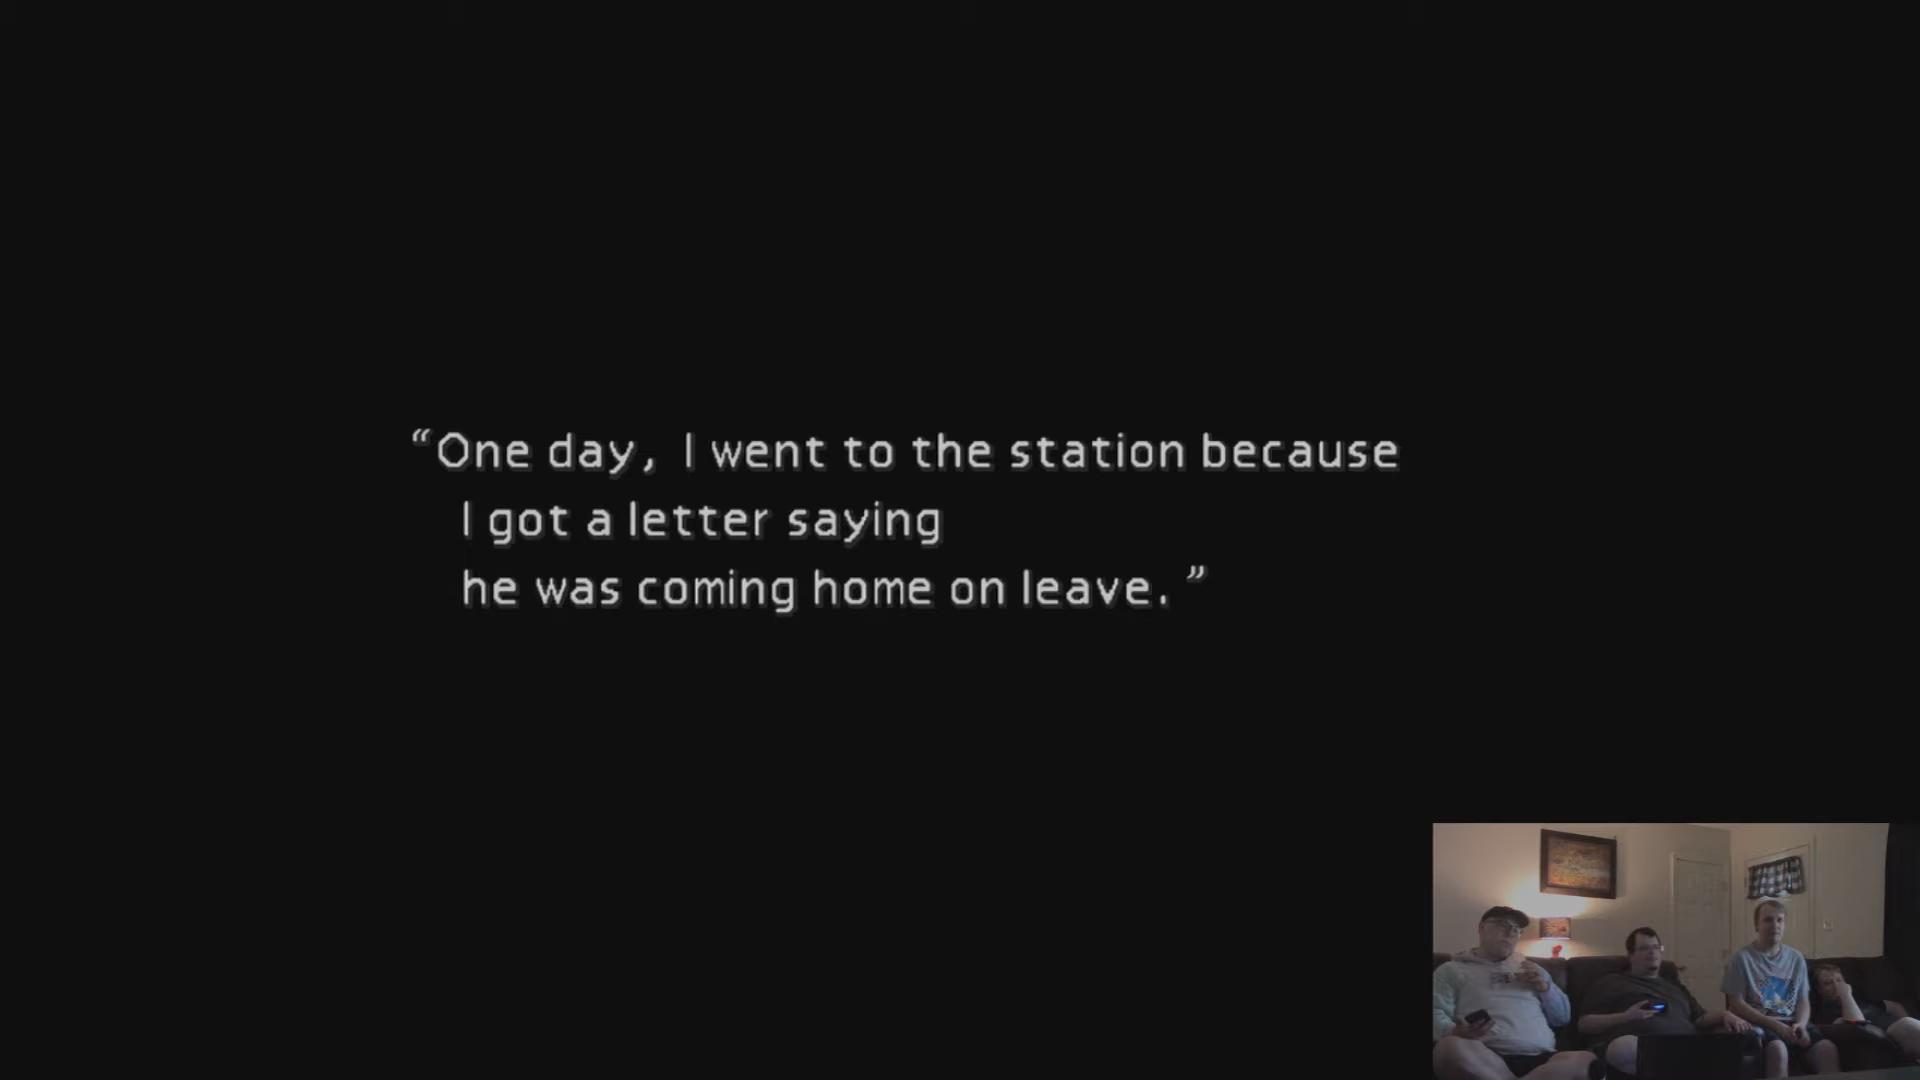 “One day, I went to the station because
I got a letter saying
he was coming home on leave.”